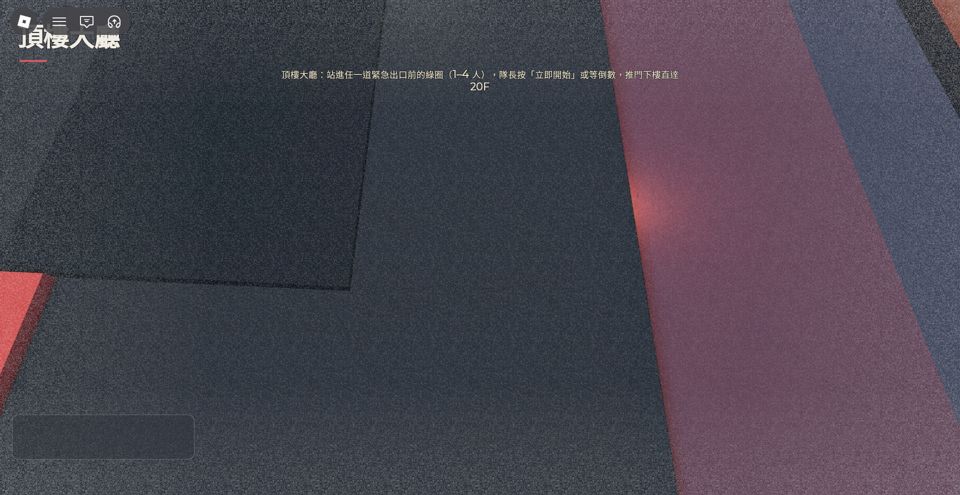 頂樓大廳
頂樓大廳：站進任一道緊急出口前的綠圈（1–4 人），隊長按「立即開始」或等倒數，推門下樓直達
20F